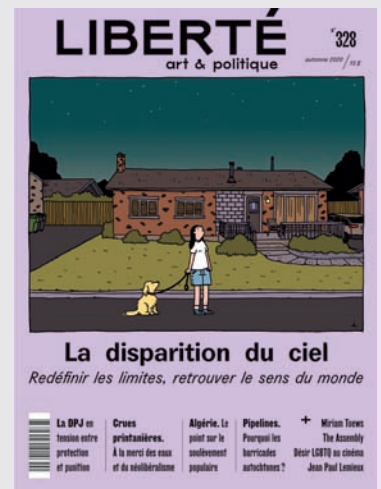 LIBERTÉ
art & politique
N° 328
automne 2020 / 15 $
La disparition du ciel
Redéfinir les limites, retrouver le sens du monde
La DPJ en
tension entre
protection
et punition
Crues
printanières.
À la merci des eaux
et du néolibéralisme
Algérie. Le
point sur le
soulèvement
populaire
Pipelines.
Pourquoi les
barricades
autochtones ?
+ Miriam Toews
The Assembly
Désir LGBTQ au cinéma
Jean Paul Lemieux